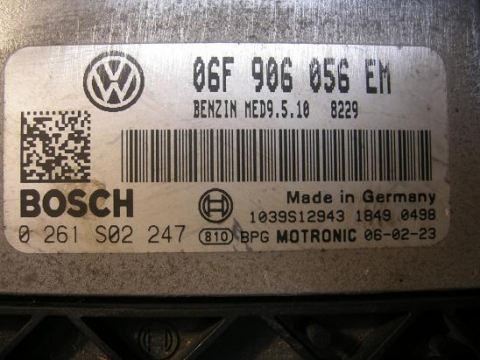 06F 906 056 EM
BENZIN MED9.5.10 8229
BOSCH
Made in Germany
1039S12943 1849 0498
0 261 S02 247 810 BPG MOTRONIC 06-02-23